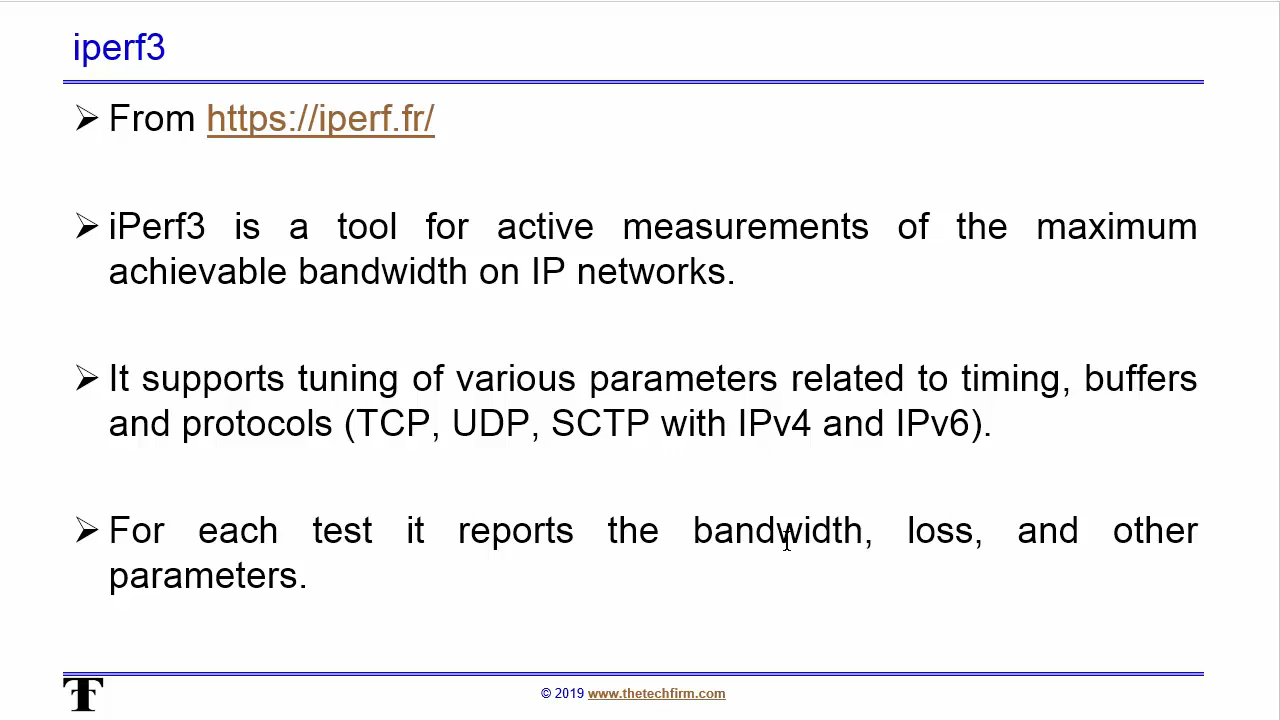 iperf3
➢ From https://iperf.fr/
➢ iPerf3 is a tool for active measurements of the maximum
achievable bandwidth on IP networks.
➢ It supports tuning of various parameters related to timing, buffers
and protocols (TCP, UDP, SCTP with IPv4 and IPv6).
➢ For each test it reports the bandwidth, loss, and other
parameters.
© 2019 www.thetechfirm.com